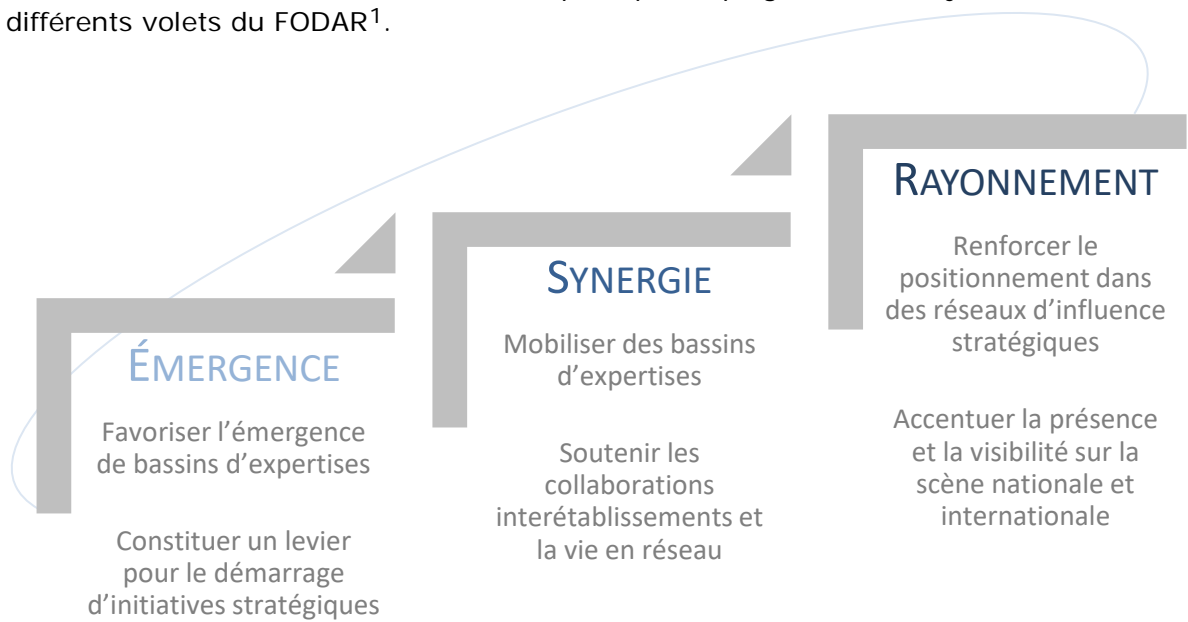 différents volets du FODAR¹.
ÉMERGENCE
Favoriser l’émergence
de bassins d’expertises
Constituer un levier
pour le démarrage
d’initiatives stratégiques
SYNERGIE
Mobiliser des bassins
d’expertises
Soutenir les
collaborations
interétablissements et
la vie en réseau
RAYONNEMENT
Renforcer le
positionnement dans
des réseaux d’influence
stratégiques
Accentuer la présence
et la visibilité sur la
scène nationale et
internationale